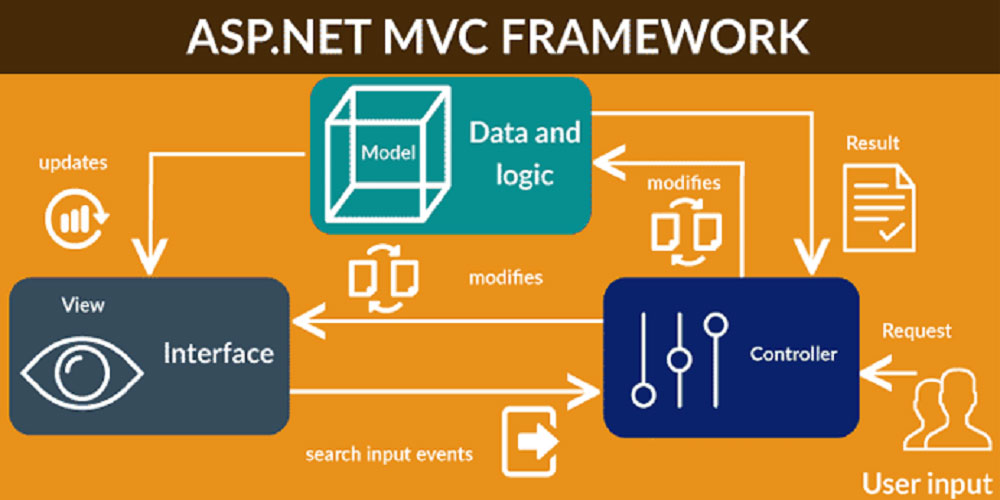 ASP.NET MVC FRAMEWORK
Model
Data and
logic
updates
modifies
Result
View
Interface
modifies
Controller
Request
search input events
User input